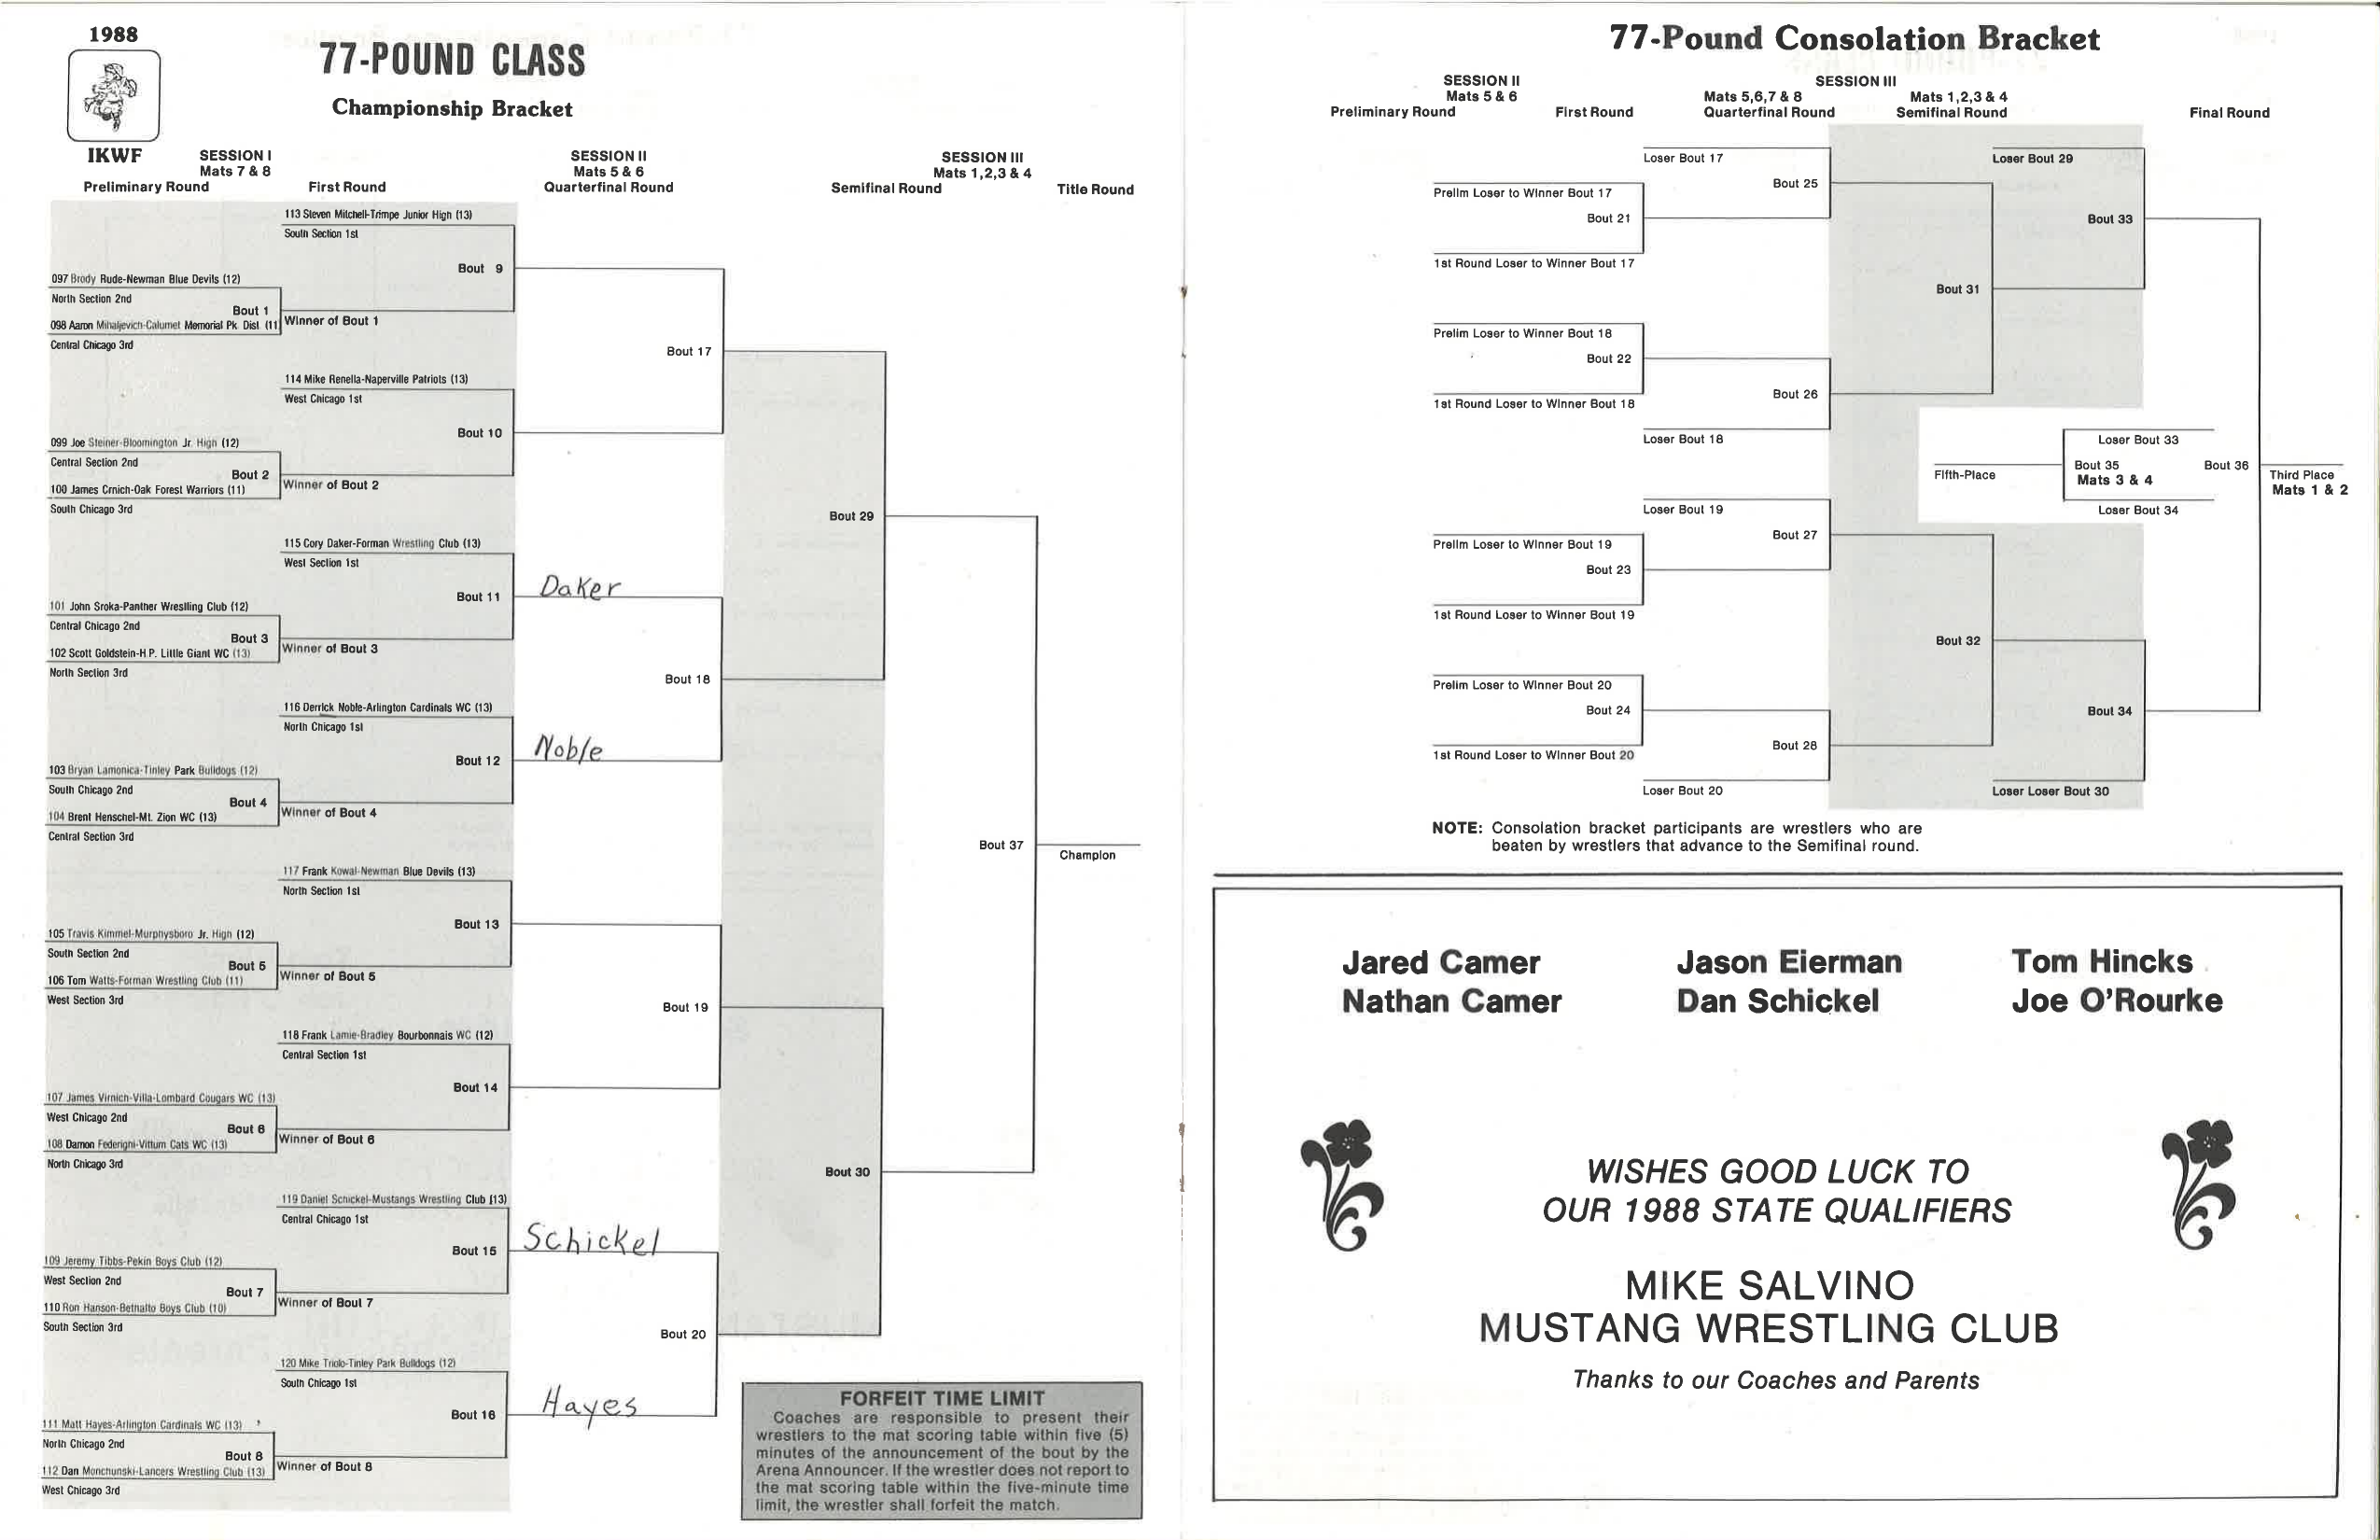 1988
77-POUND CLASS
Championship Bracket
IKWF
SESSION I
Mats 7 & 8
Preliminary Round
First Round
SESSION II
Mats 5 & 6
Quarterfinal Round
SESSION III
Mats 1,2,3 & 4
Semifinal Round
Title Round
113 Steven Mitchell-Trimpe Junior High (13)
South Section 1st
Bout 9
097 Brody Rude-Newman Blue Devils (12)
North Section 2nd
Bout 1
098 Aaron Mihaljevich-Calumet Memorial Pk. Dist. (11
Winner of Bout 1
Central Chicago 3rd
Bout 17
114 Mike Renella-Naperville Patriots (13)
West Chicago 1st
Bout 10
099 Joe Steiner-Bloomington Jr. High (12)
Central Section 2nd
Bout 2
100 James Crnich-Oak Forest Warriors (11)
Winner of Bout 2
South Chicago 3rd
Bout 29
115 Cory Daker-Forman Wrestling Club (13)
West Section 1st
Bout 11
Daker
101 John Sroka-Panther Wrestling Club (12)
Central Chicago 2nd
Bout 3
102 Scott Goldstein-H.P. Little Giant WC (13)
Winner of Bout 3
North Section 3rd
Bout 18
116 Derrick Noble-Arlington Cardinals WC (13)
North Chicago 1st
Bout 12
Noble
103 Bryan Lamonica-Tinley Park Bulldogs (12)
South Chicago 2nd
Bout 4
104 Brent Henschel-Mt. Zion WC (13)
Winner of Bout 4
Central Section 3rd
Bout 37
Champion
117 Frank Kowal-Newman Blue Devils (13)
North Section 1st
Bout 13
105 Travis Kimmel-Murphysboro Jr. High (12)
South Section 2nd
Bout 5
106 Tom Watts-Forman Wrestling Club (11)
Winner of Bout 5
West Section 3rd
Bout 19
118 Frank Lamie-Bradley Bourbonnais WC (12)
Central Section 1st
Bout 14
107 James Virnich-Villa-Lombard Cougars WC (13)
West Chicago 2nd
Bout 6
108 Damon Federighi-Vittum Cats WC (13)
Winner of Bout 6
North Chicago 3rd
Bout 30
119 Daniel Schickel-Mustangs Wrestling Club (13)
Central Chicago 1st
Bout 15
Schickel
109 Jeremy Tibbs-Pekin Boys Club (12)
West Section 2nd
Bout 7
110 Ron Hanson-Bethalto Boys Club (10)
Winner of Bout 7
South Section 3rd
Bout 20
120 Mike Triolo-Tinley Park Bulldogs (12)
South Chicago 1st
Bout 16
Hayes
111 Matt Hayes-Arlington Cardinals WC (13)
North Chicago 2nd
Bout 8
112 Dan Monchunski-Lancers Wrestling Club (13)
Winner of Bout 8
West Chicago 3rd
FORFEIT TIME LIMIT
Coaches are responsible to present their
wrestlers to the mat scoring table within five (5)
minutes of the announcement of the bout by the
Arena Announcer. If the wrestler does not report to
the mat scoring table within the five-minute time
limit, the wrestler shall forfeit the match.
77-Pound Consolation Bracket
SESSION II
Mats 5 & 6
Preliminary Round
First Round
SESSION III
Mats 5,6,7 & 8
Quarterfinal Round
Mats 1,2,3 & 4
Semifinal Round
Final Round
Loser Bout 17
Loser Bout 29
Bout 25
Prelim Loser to Winner Bout 17
Bout 21
Bout 33
1st Round Loser to Winner Bout 17
Bout 31
Prelim Loser to Winner Bout 18
Bout 22
Bout 26
1st Round Loser to Winner Bout 18
Loser Bout 18
Loser Bout 33
Fifth-Place
Bout 35
Mats 3 & 4
Bout 36
Third Place
Mats 1 & 2
Loser Bout 34
Loser Bout 19
Bout 27
Prelim Loser to Winner Bout 19
Bout 23
1st Round Loser to Winner Bout 19
Bout 32
Prelim Loser to Winner Bout 20
Bout 24
Bout 34
Bout 28
1st Round Loser to Winner Bout 20
Loser Bout 20
Loser Loser Bout 30
NOTE: Consolation bracket participants are wrestlers who are
beaten by wrestlers that advance to the Semifinal round.
Jared Camer
Jason Eierman
Tom Hincks
Nathan Camer
Dan Schickel
Joe O'Rourke
WISHES GOOD LUCK TO
OUR 1988 STATE QUALIFIERS
MIKE SALVINO
MUSTANG WRESTLING CLUB
Thanks to our Coaches and Parents